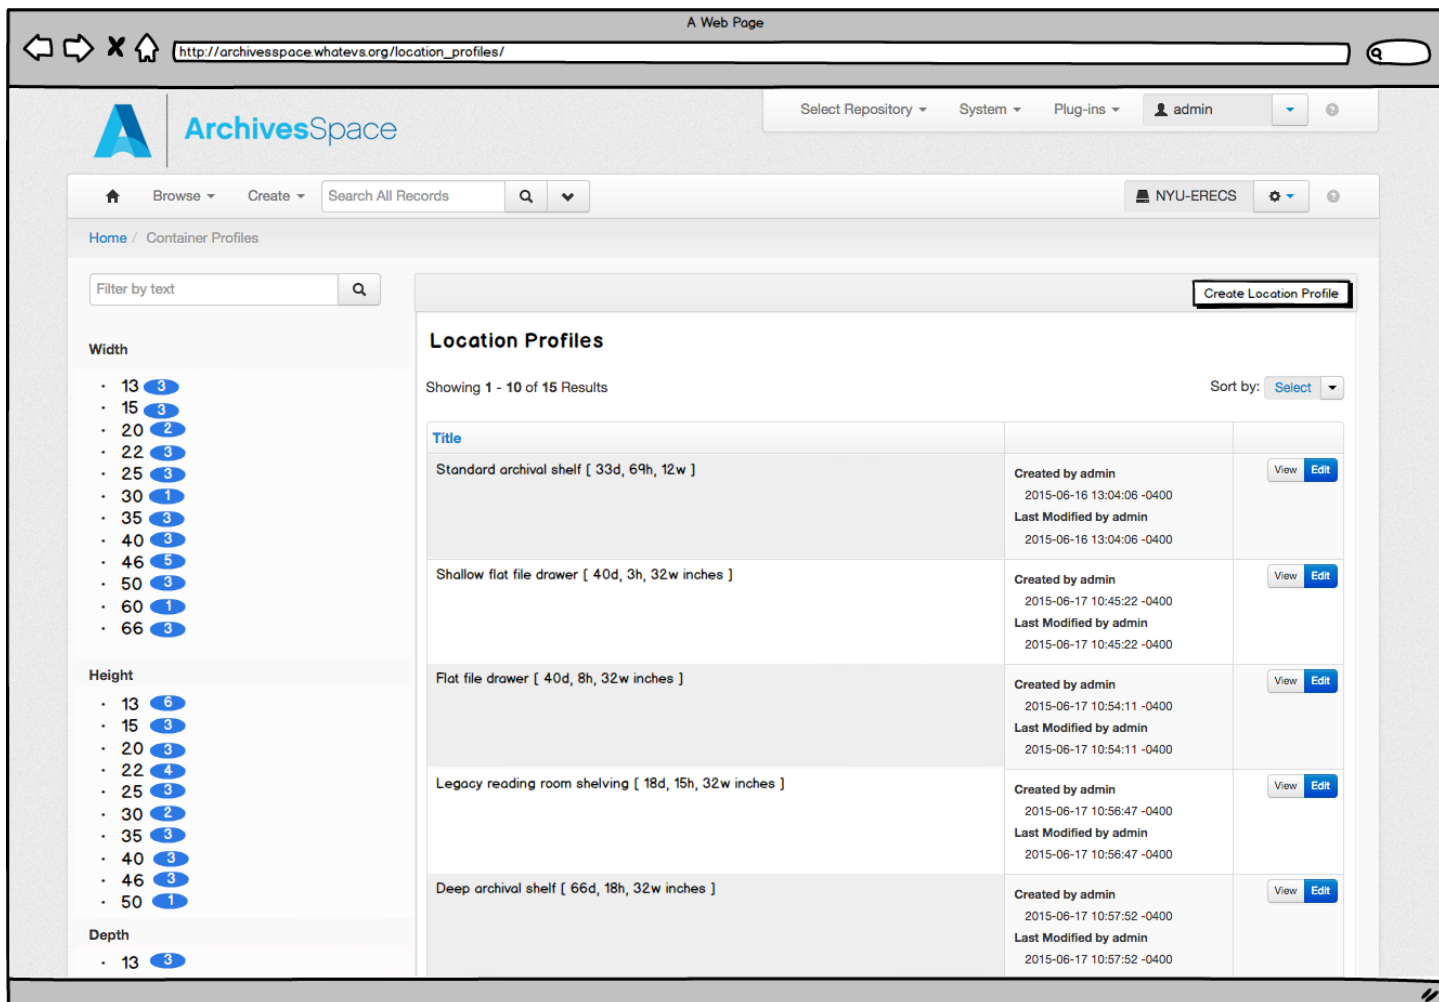 A Web Page
http://archivesspace.whatevs.org/location_profiles/
Select Repository System Plug-ins admin
ArchivesSpace
Browse Create Search All Records NYU-ERECS
Home / Container Profiles
Filter by text
Create Location Profile
Width
· 13 3
· 15 3
· 20 2
· 22 3
· 25 3
· 30 1
· 35 3
· 40 3
· 46 5
· 50 3
· 60 1
· 66 3
Height
· 13 6
· 15 3
· 20 3
· 22 4
· 25 3
· 30 2
· 35 3
· 40 3
· 46 3
· 50 1
Depth
· 13 3
Location Profiles
Showing 1 - 10 of 15 Results
Sort by: Select
Title
Standard archival shelf [ 33d, 69h, 12w ]
Created by admin
2015-06-16 13:04:06 -0400
Last Modified by admin
2015-06-16 13:04:06 -0400
View Edit
Shallow flat file drawer [ 40d, 3h, 32w inches ]
Created by admin
2015-06-17 10:45:22 -0400
Last Modified by admin
2015-06-17 10:45:22 -0400
View Edit
Flat file drawer [ 40d, 8h, 32w inches ]
Created by admin
2015-06-17 10:54:11 -0400
Last Modified by admin
2015-06-17 10:54:11 -0400
View Edit
Legacy reading room shelving [ 18d, 15h, 32w inches ]
Created by admin
2015-06-17 10:56:47 -0400
Last Modified by admin
2015-06-17 10:56:47 -0400
View Edit
Deep archival shelf [ 66d, 18h, 32w inches ]
Created by admin
2015-06-17 10:57:52 -0400
Last Modified by admin
2015-06-17 10:57:52 -0400
View Edit